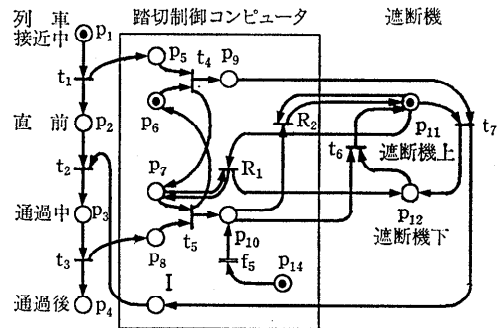 列 車
踏切制御コンピュータ
遮断機
接近中
p1
p5
t4
p9
t1
p6
R2
p11
t7
直 前
p2
t6
遮断機上
t2
p7
R1
p12
遮断機下
通過中
p3
t5
p10
p8
f5
p14
t3
I
通過後
p4